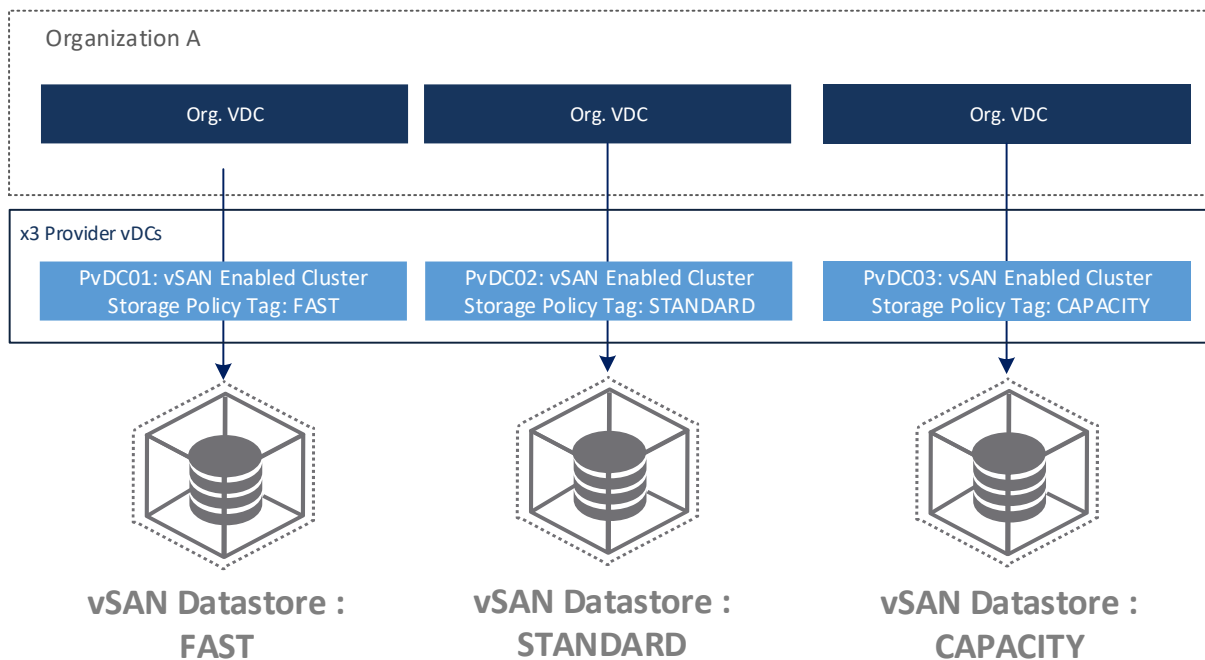 Organization A
Org. VDC
Org. VDC
Org. VDC
x3 Provider vDCs
PvDC01: vSAN Enabled Cluster
Storage Policy Tag: FAST
PvDC02: vSAN Enabled Cluster
Storage Policy Tag: STANDARD
PvDC03: vSAN Enabled Cluster
Storage Policy Tag: CAPACITY
vSAN Datastore :
FAST
vSAN Datastore :
STANDARD
vSAN Datastore :
CAPACITY